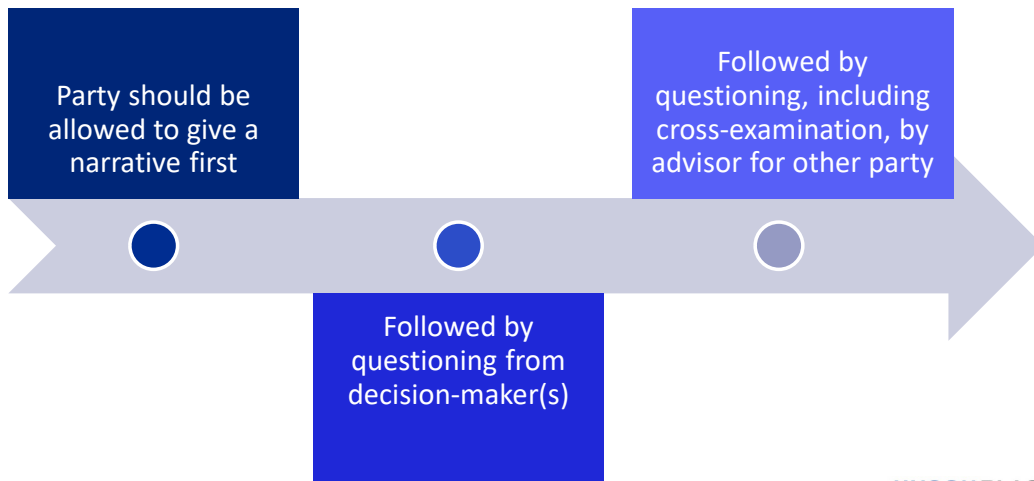 Party should be
allowed to give a
narrative first
Followed by
questioning from
decision-maker(s)
Followed by
questioning, including
cross-examination, by
advisor for other party